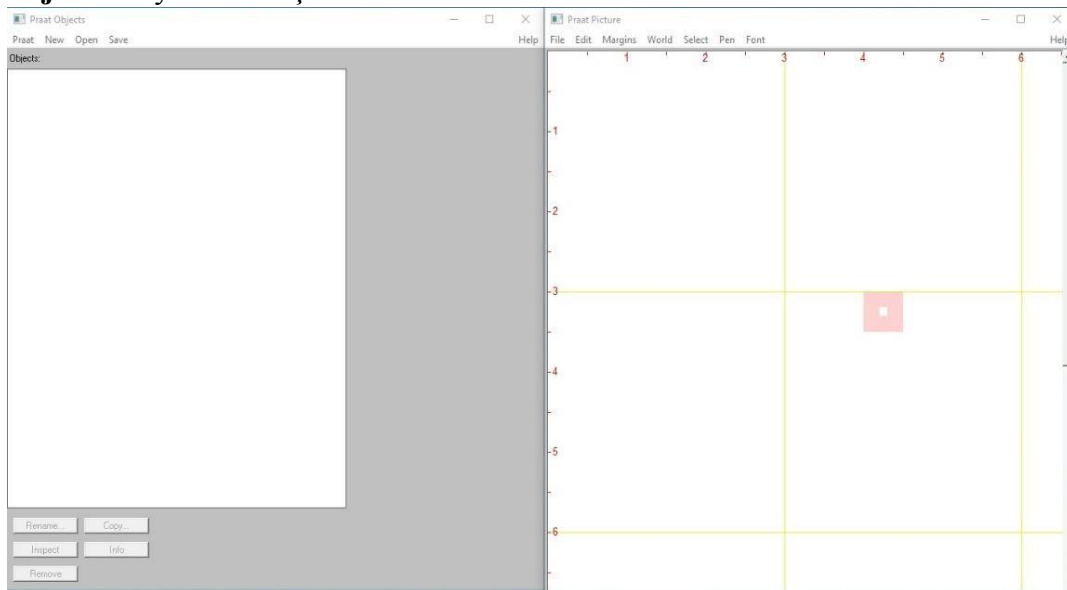 Praat Objects
Praat New Open Save Help
Objects:
Rename... Copy...
Inspect Info
Remove
Praat Picture
File Edit Margins World Select Pen Font Help
1 2 3 4 5 6
-1
-2
-3
-4
-5
-6